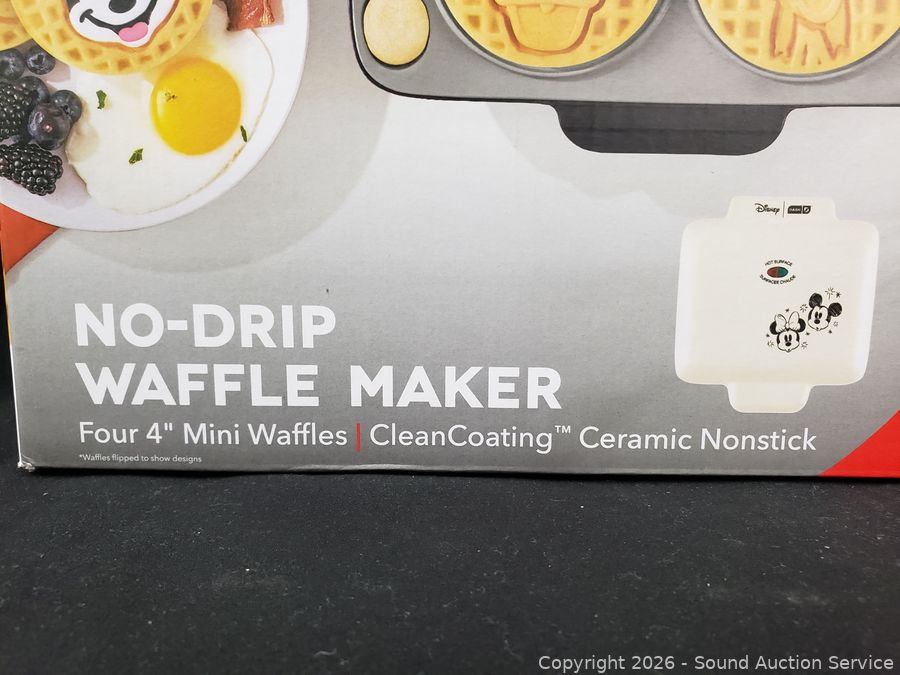 Disney | DASH
HOT SURFACE
SURFACE CHAUDE
NO-DRIP
WAFFLE MAKER
Four 4" Mini Waffles | CleanCoating™ Ceramic Nonstick
*Waffles flipped to show designs
Copyright 2026 - Sound Auction Service